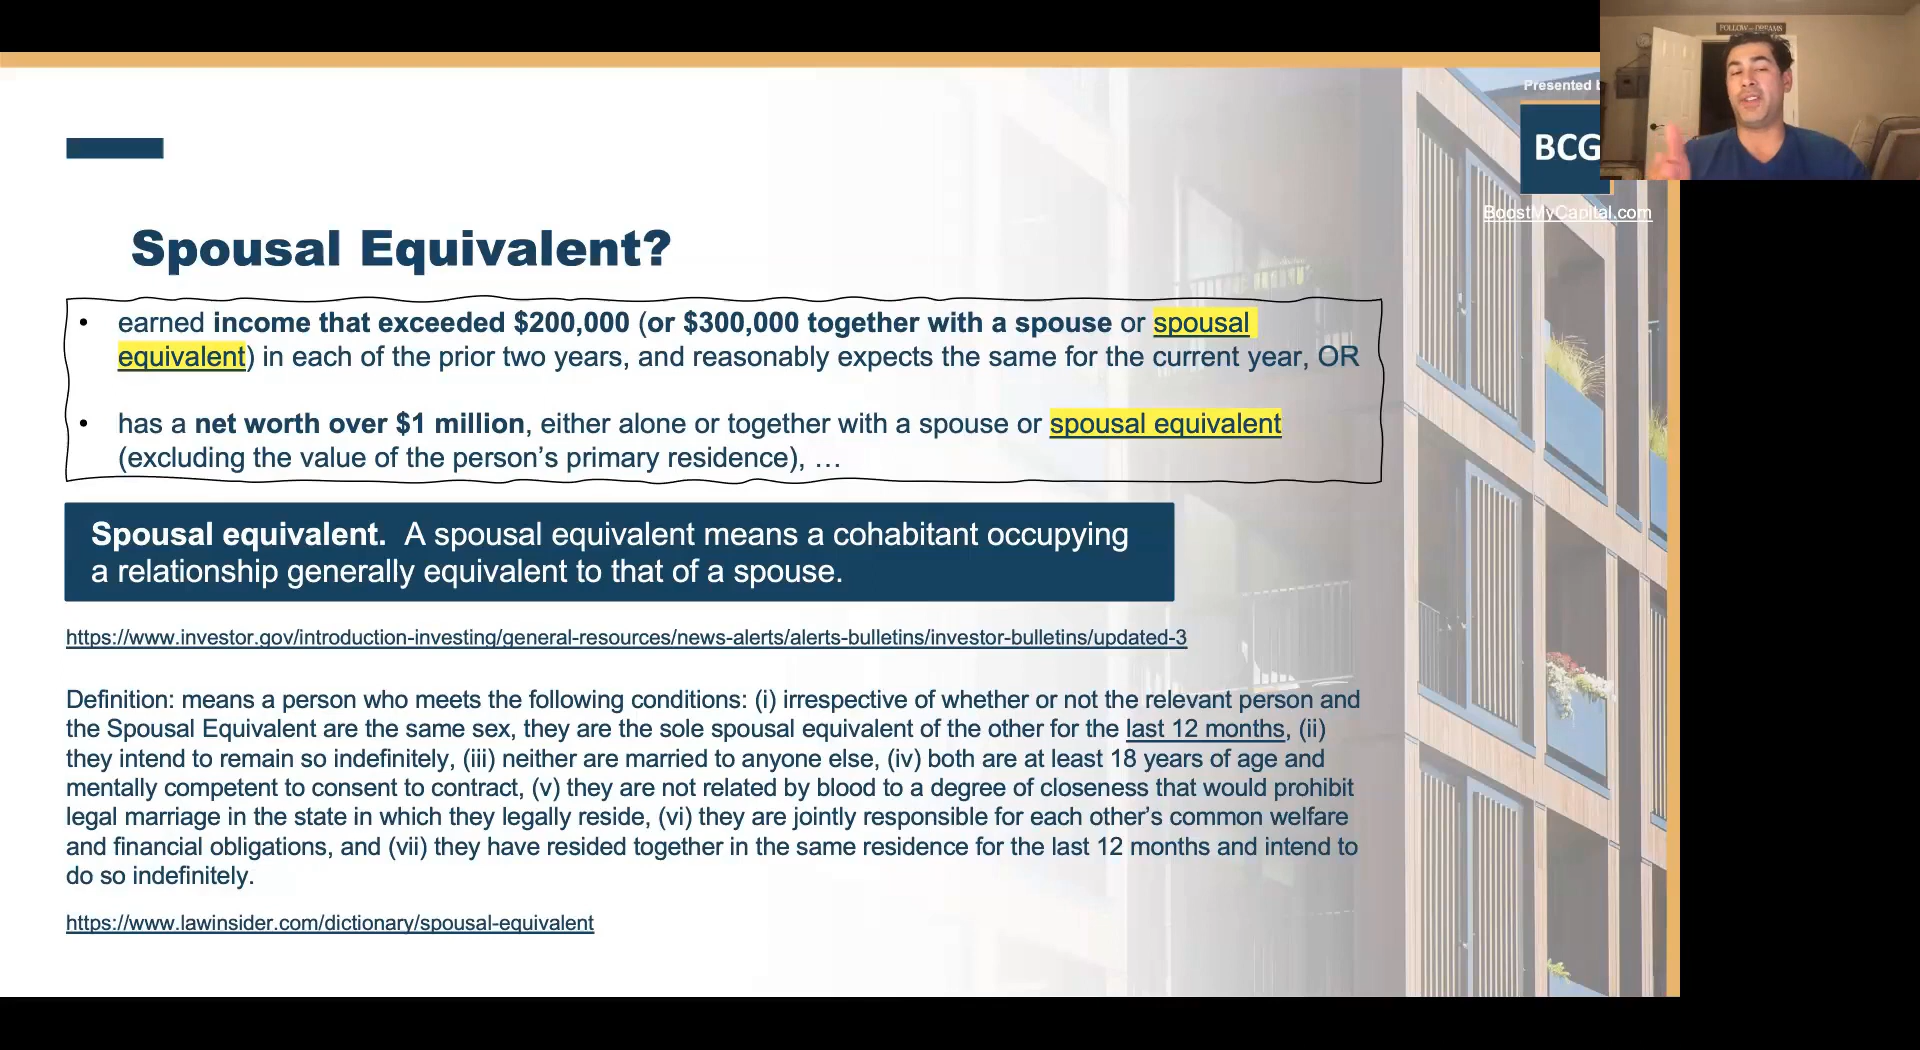 FOLLOW DREAMS
Presented b
BCG
BoostMyCapital.com
Spousal Equivalent?
• earned income that exceeded $200,000 (or $300,000 together with a spouse or spousal
equivalent) in each of the prior two years, and reasonably expects the same for the current year, OR
• has a net worth over $1 million, either alone or together with a spouse or spousal equivalent
(excluding the value of the person’s primary residence), …
Spousal equivalent.  A spousal equivalent means a cohabitant occupying
a relationship generally equivalent to that of a spouse.
https://www.investor.gov/introduction-investing/general-resources/news-alerts/alerts-bulletins/investor-bulletins/updated-3
Definition: means a person who meets the following conditions: (i) irrespective of whether or not the relevant person and
the Spousal Equivalent are the same sex, they are the sole spousal equivalent of the other for the last 12 months, (ii)
they intend to remain so indefinitely, (iii) neither are married to anyone else, (iv) both are at least 18 years of age and
mentally competent to consent to contract, (v) they are not related by blood to a degree of closeness that would prohibit
legal marriage in the state in which they legally reside, (vi) they are jointly responsible for each other’s common welfare
and financial obligations, and (vii) they have resided together in the same residence for the last 12 months and intend to
do so indefinitely.
https://www.lawinsider.com/dictionary/spousal-equivalent